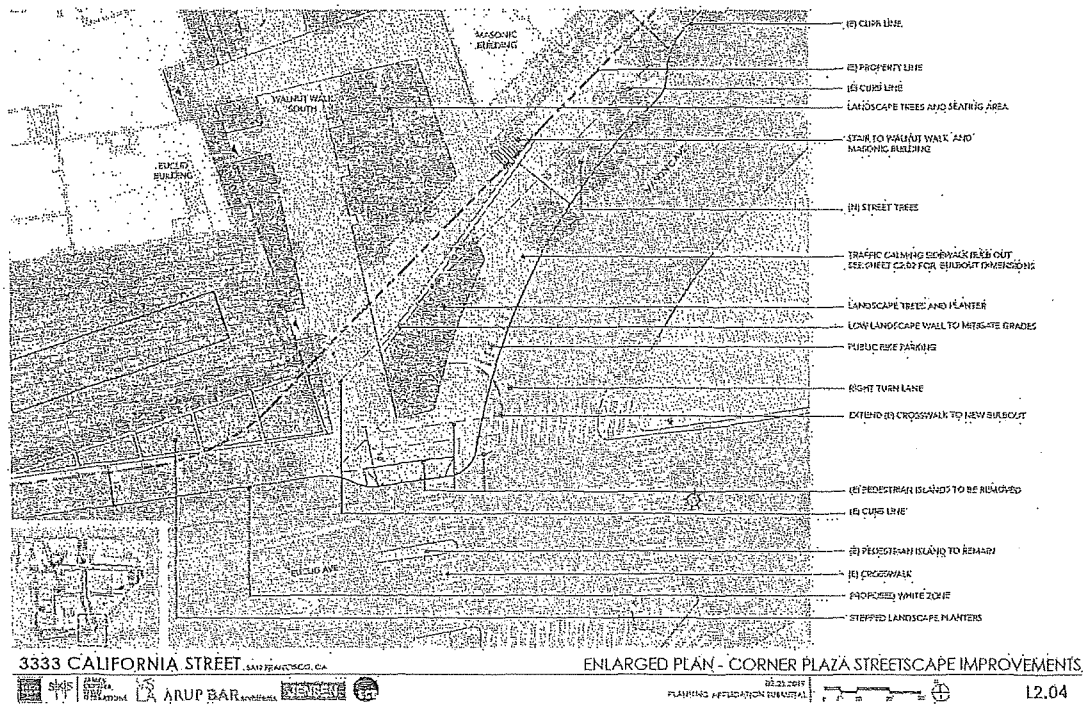 MASONIC
BUILDING
WALNUT WALK
SOUTH
EUCLID
BUILDING
MASONIC AVE
EUCLID AVE
(E) CURB LINE
(E) PROPERTY LINE
(E) CURB LINE
LANDSCAPE TREES AND SEATING AREA
STAIR TO WALNUT WALK AND
MASONIC BUILDING
(N) STREET TREES
TRAFFIC CALMING SIDEWALK BULB OUT
SEE SHEET C2.02 FOR BULBOUT DIMENSIONS
LANDSCAPE TREES AND PLANTER
LOW LANDSCAPE WALL TO MITIGATE GRADES
PUBLIC BIKE PARKING
RIGHT TURN LANE
EXTEND (E) CROSSWALK TO NEW BULBOUT
(E) PEDESTRIAN ISLANDS TO BE REMOVED
(E) CURB LINE
(E) PEDESTRIAN ISLAND TO REMAIN
(E) CROSSWALK
PROPOSED WHITE ZONE
STEPPED LANDSCAPE PLANTERS
3333 CALIFORNIA STREET, SAN FRANCISCO, CA
ENLARGED PLAN - CORNER PLAZA STREETSCAPE IMPROVEMENTS
ARUP BAR
PLANNING APPLICATION SUBMITTAL
L2.04